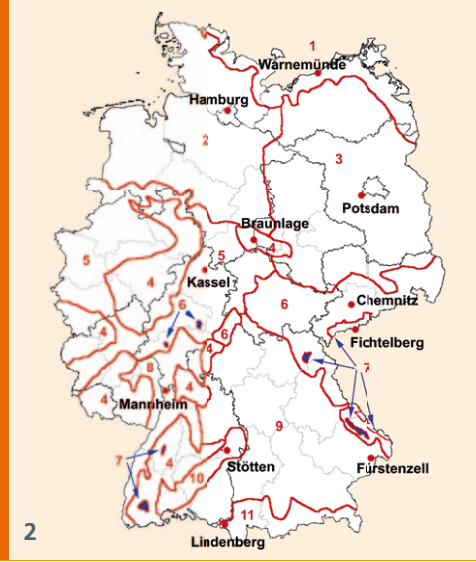 1
Warnemünde
Hamburg
2
3
Potsdam
Braunlage
4
5
5
4
Kassel
6
6
Chemnitz
4
6
Fichtelberg
4
8
7
4
4
Mannheim
9
7
4
Stötten
Fürstenzell
10
11
2
Lindenberg